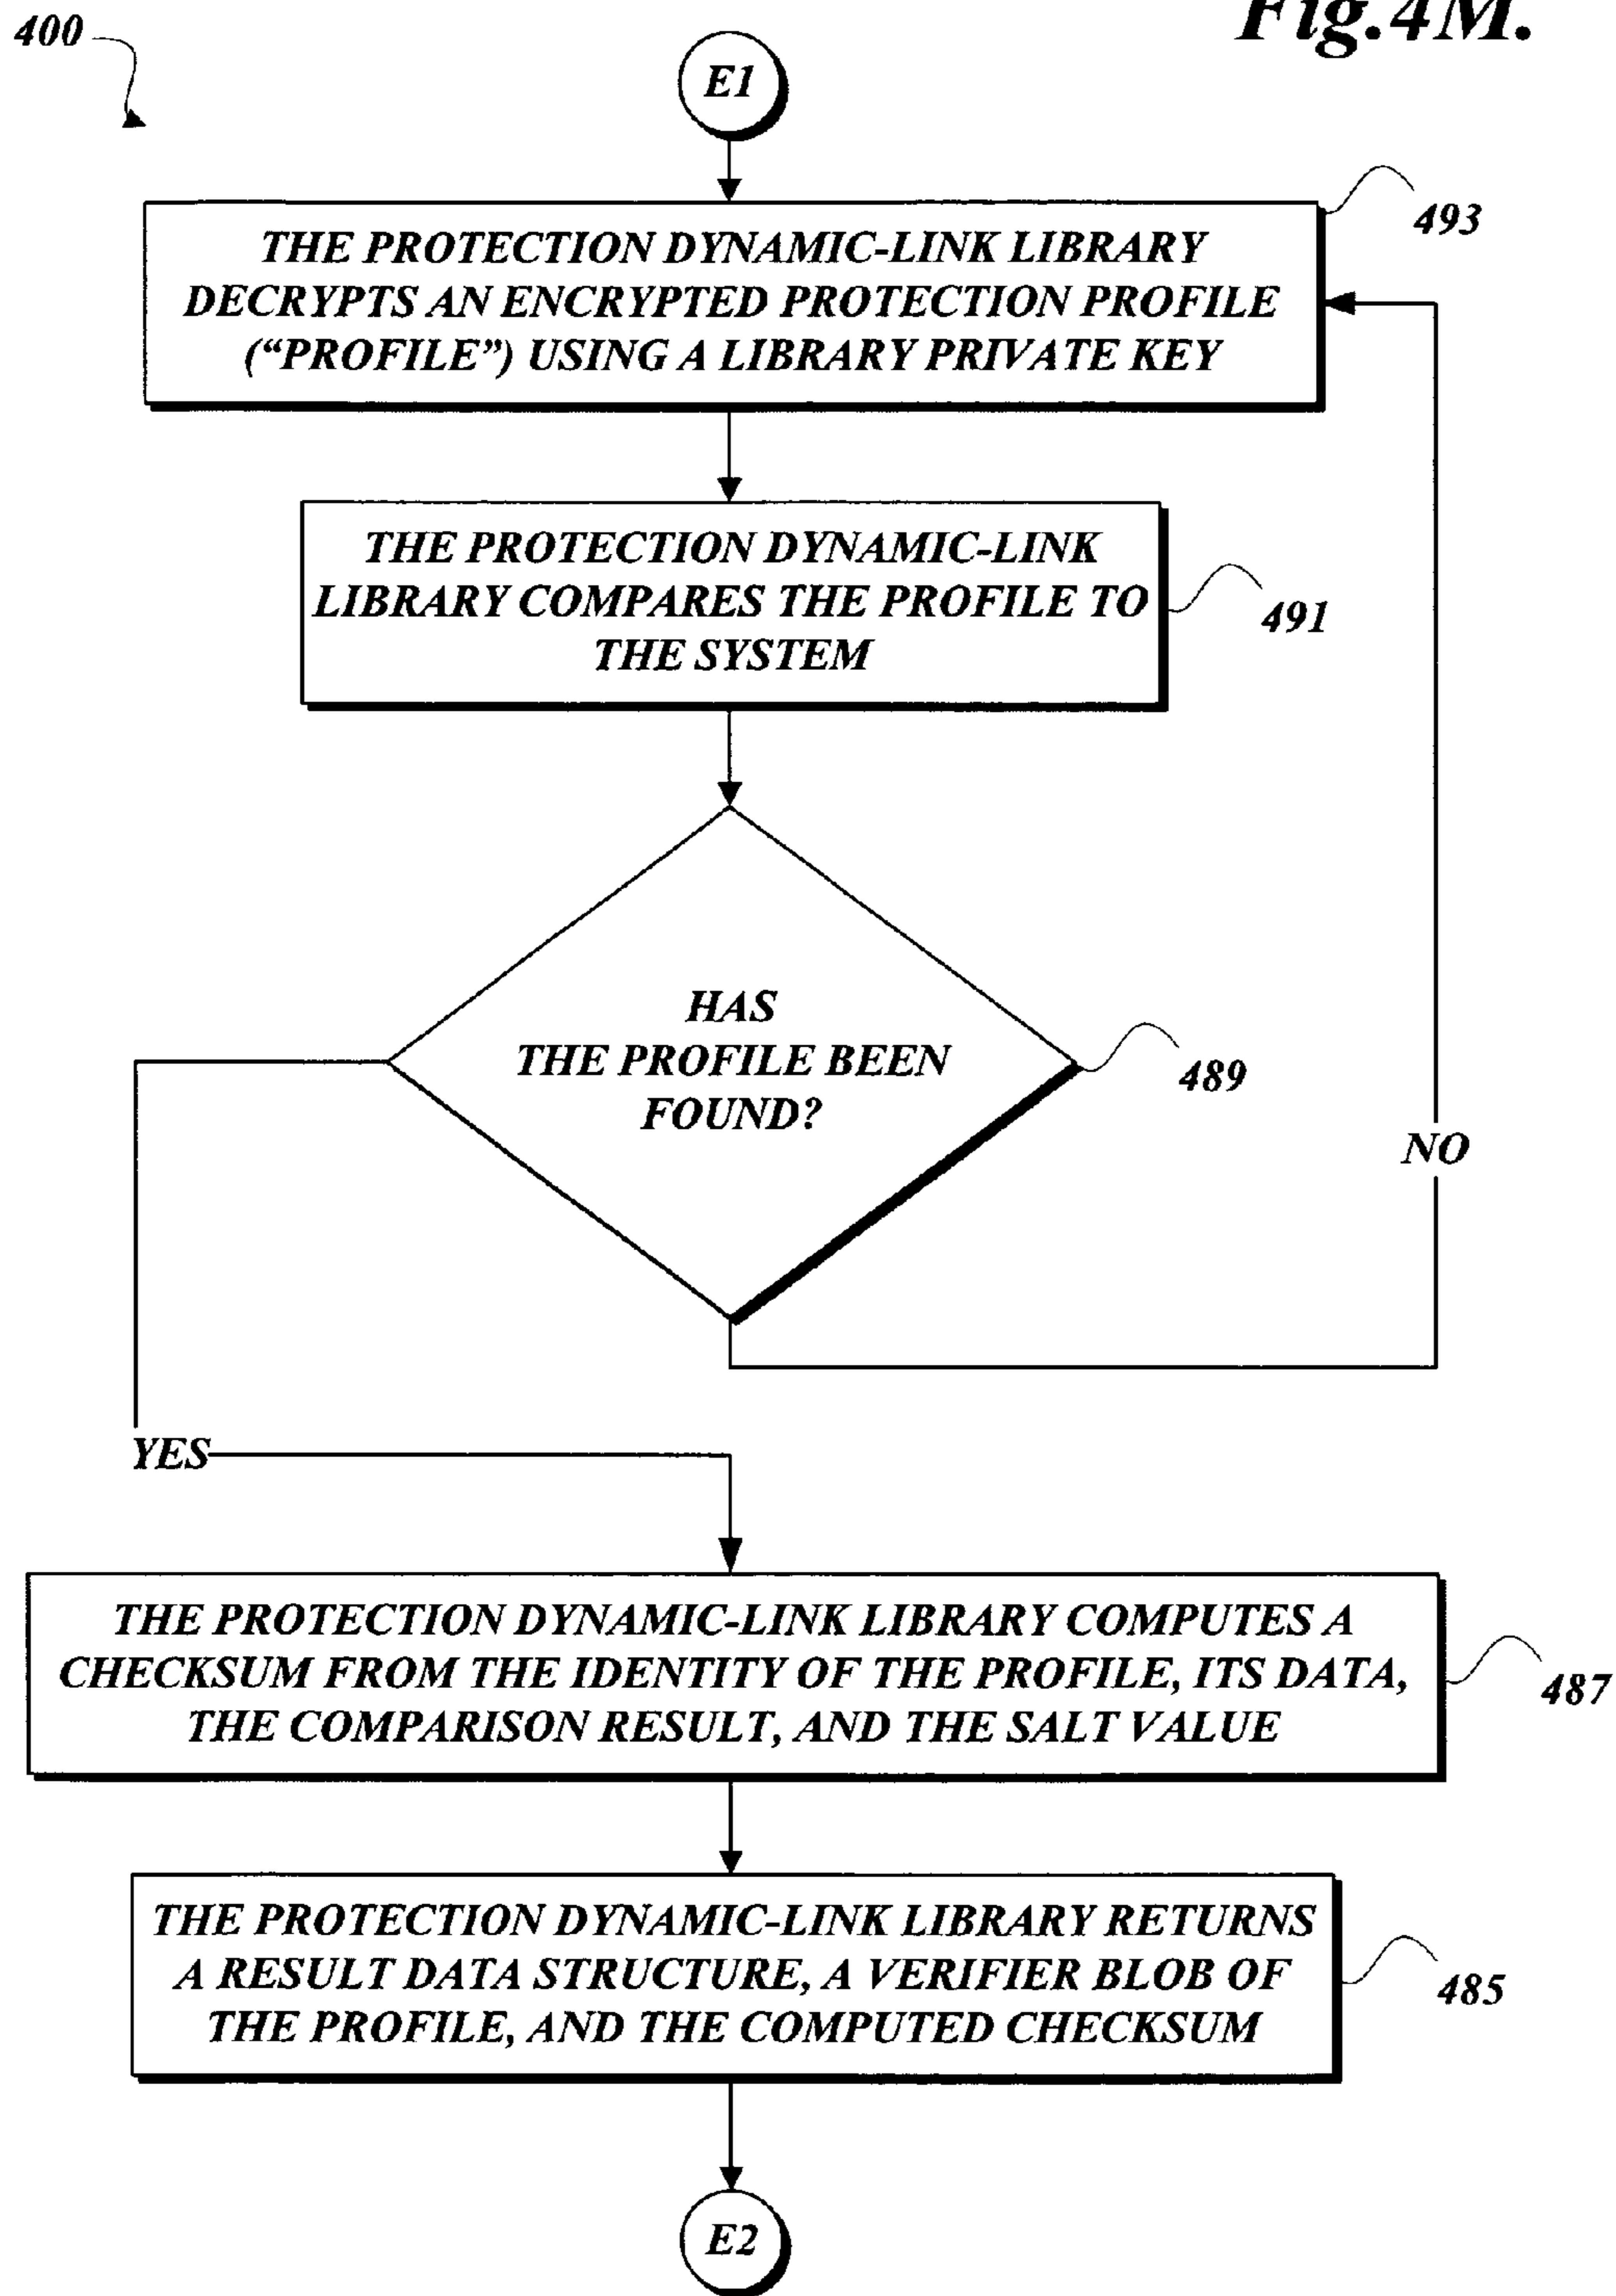 Fig.4M.
400
E1
THE PROTECTION DYNAMIC-LINK LIBRARY
DECRYPTS AN ENCRYPTED PROTECTION PROFILE
(“PROFILE”) USING A LIBRARY PRIVATE KEY
493
THE PROTECTION DYNAMIC-LINK
LIBRARY COMPARES THE PROFILE TO
THE SYSTEM
491
HAS
THE PROFILE BEEN
FOUND?
489
NO
YES
THE PROTECTION DYNAMIC-LINK LIBRARY COMPUTES A
CHECKSUM FROM THE IDENTITY OF THE PROFILE, ITS DATA,
THE COMPARISON RESULT, AND THE SALT VALUE
487
THE PROTECTION DYNAMIC-LINK LIBRARY RETURNS
A RESULT DATA STRUCTURE, A VERIFIER BLOB OF
THE PROFILE, AND THE COMPUTED CHECKSUM
485
E2